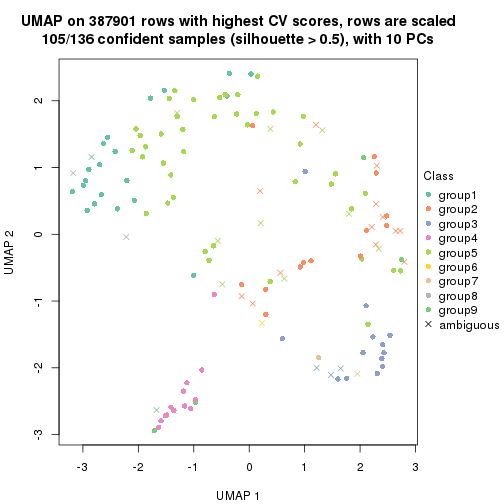 UMAP on 387901 rows with highest CV scores, rows are scaled
105/136 confident samples (silhouette > 0.5), with 10 PCs
2
1
0
-1
-2
-3
UMAP 2
-3
-2
-1
0
1
2
3
UMAP 1
Class
group1
group2
group3
group4
group5
group6
group7
group8
group9
ambiguous